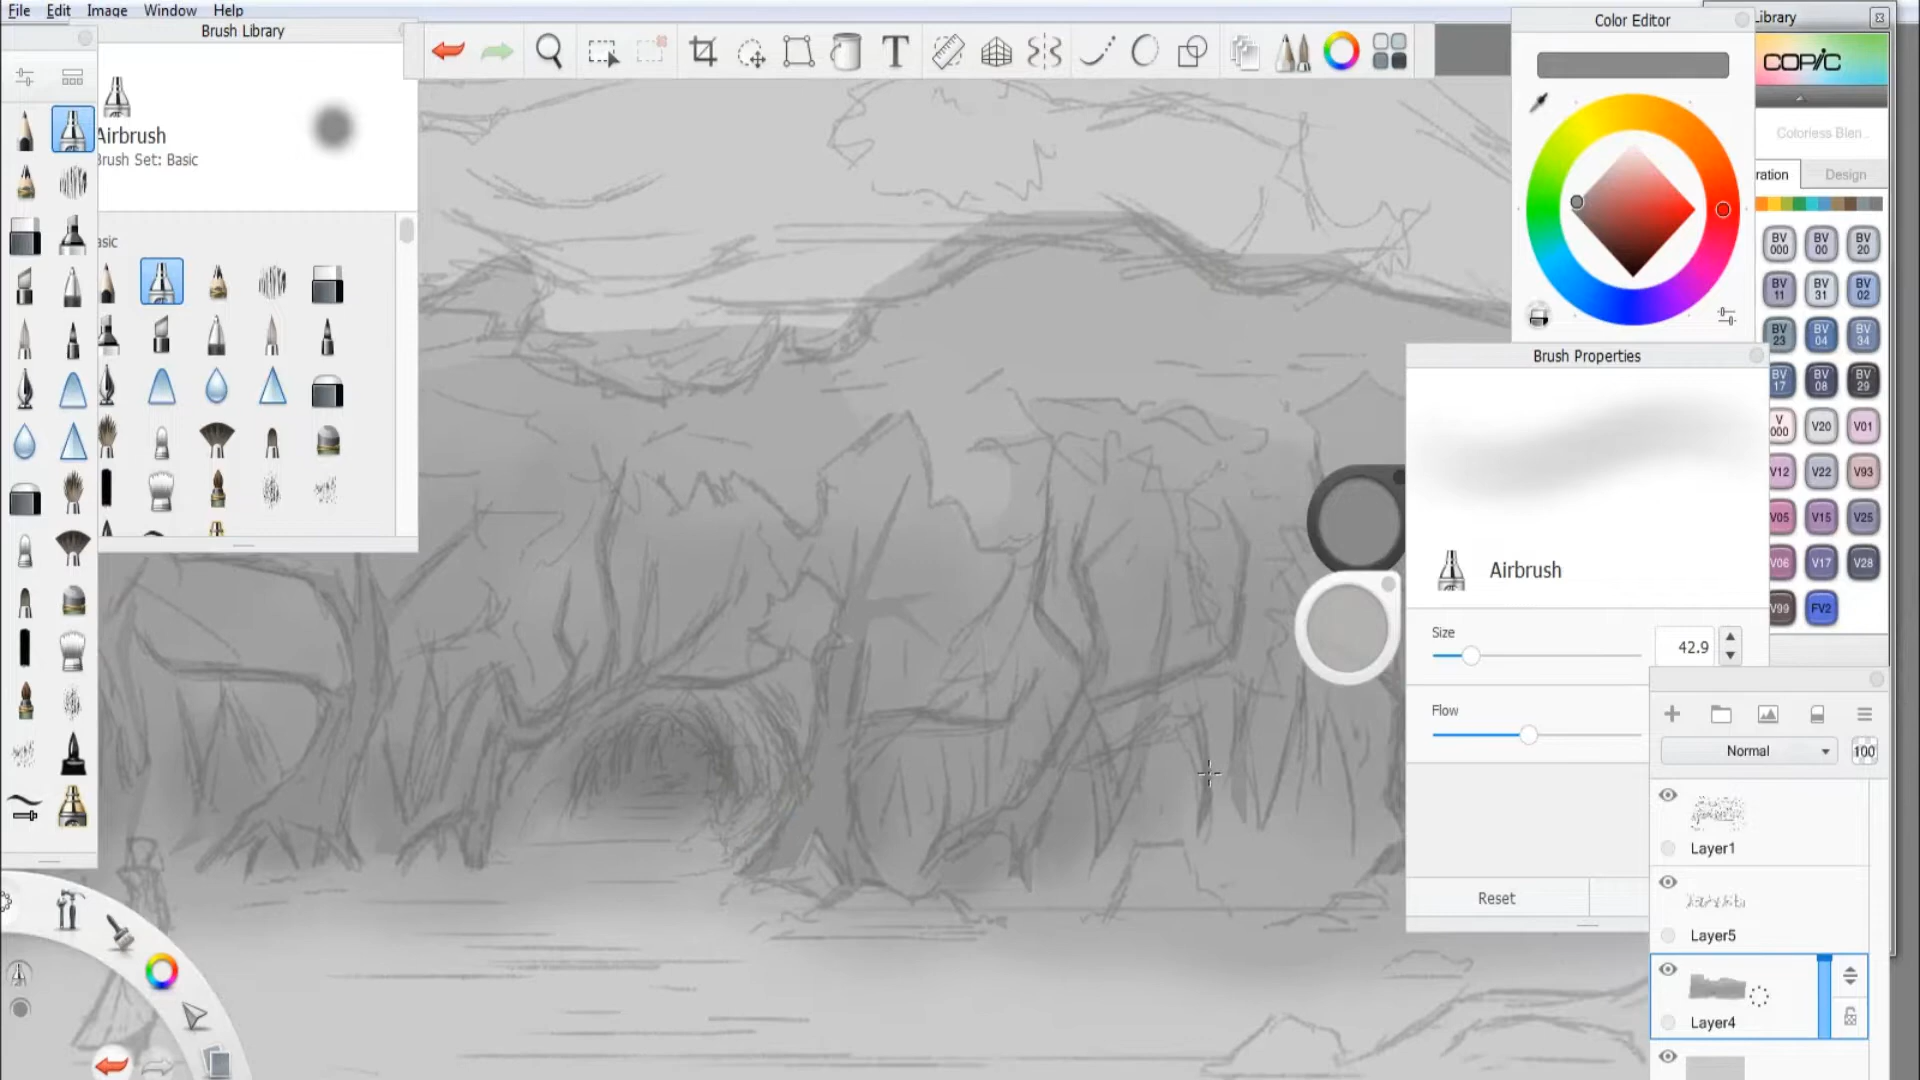 File Edit Image Window Help
Brush Library
Airbrush
Brush Set: Basic
asic
T
Color Editor
Library
COPIC
Colorless Blen..
ration Design
BV 000 BV 00 BV 20
BV 11 BV 31 BV 02
BV 23 BV 04 BV 34
BV 17 BV 08 BV 29
V 000 V20 V01
V12 V22 V93
V05 V15 V25
V06 V17 V28
V99 FV2
Brush Properties
Airbrush
Size
42.9
Flow
Reset
Normal 100
Layer1
Layer5
Layer4